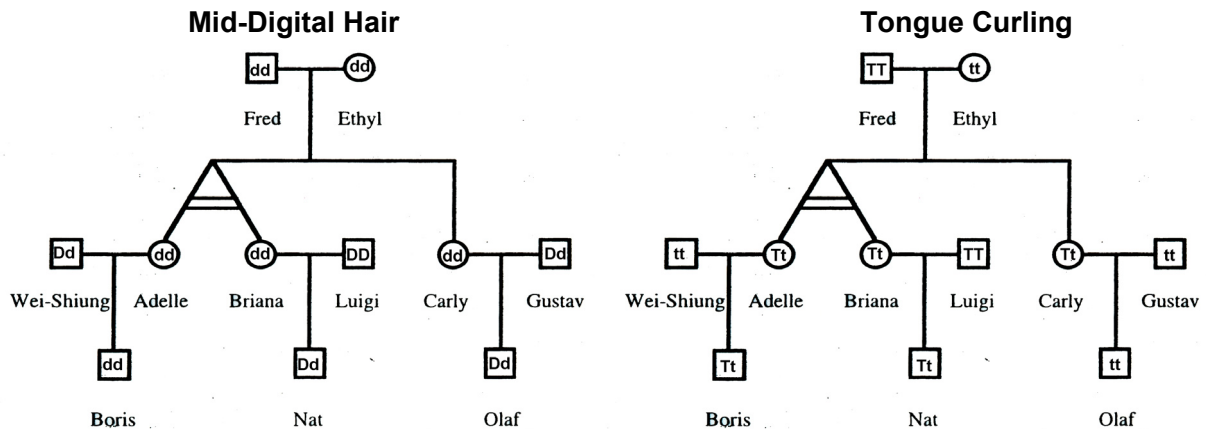 Mid-Digital Hair
dd dd
Fred Ethyl
Dd dd dd DD dd Dd
Wei-Shiung Adelle Briana Luigi Carly Gustav
dd Dd Dd
Boris Nat Olaf
Tongue Curling
TT tt
Fred Ethyl
tt Tt Tt TT Tt tt
Wei-Shiung Adelle Briana Luigi Carly Gustav
Tt Tt tt
Boris Nat Olaf